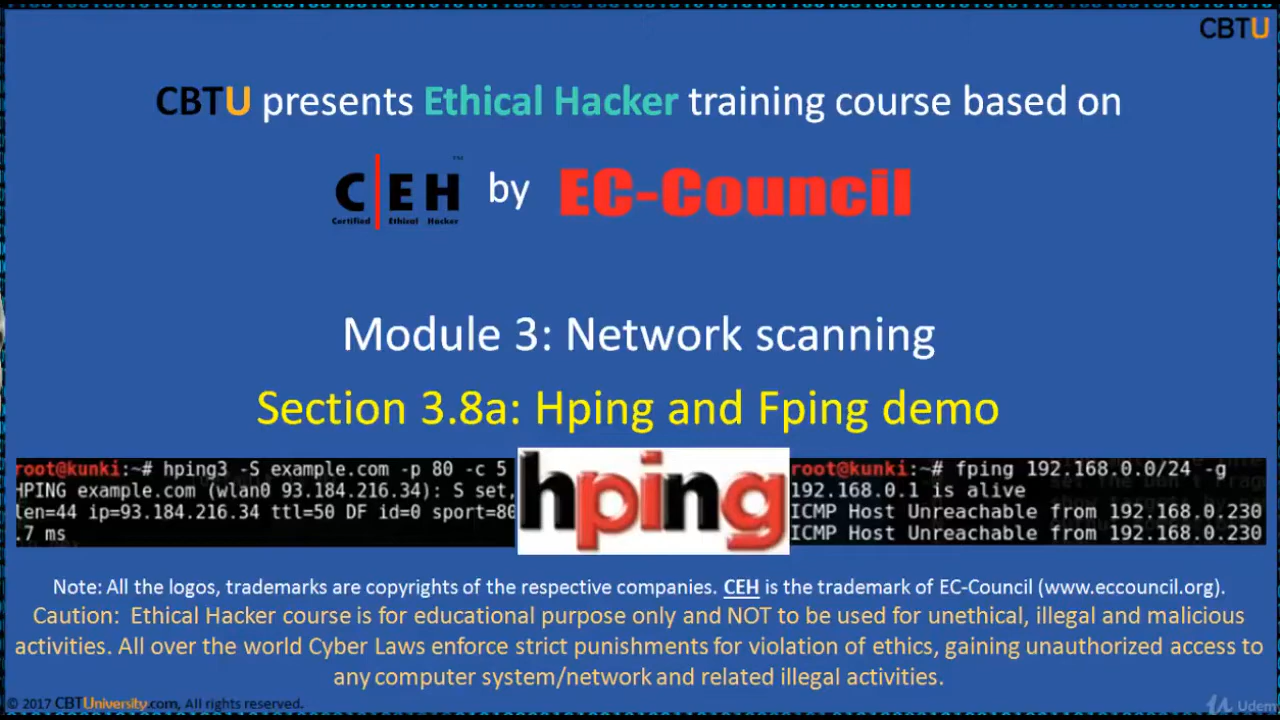 CBTU
CBTU presents Ethical Hacker training course based on
CEH™ by EC-Council
Certified Ethical Hacker
Module 3: Network scanning
Section 3.8a: Hping and Fping demo
root@kunki:~# hping3 -S example.com -p 80 -c 5
HPING example.com (wlan0 93.184.216.34): S set,
len=44 ip=93.184.216.34 ttl=50 DF id=0 sport=80
.7 ms
hping
root@kunki:~# fping 192.168.0.0/24 -g
192.168.0.1 is alive
ICMP Host Unreachable from 192.168.0.230
ICMP Host Unreachable from 192.168.0.230
Note: All the logos, trademarks are copyrights of the respective companies. CEH is the trademark of EC-Council (www.eccouncil.org).
Caution: Ethical Hacker course is for educational purpose only and NOT to be used for unethical, illegal and malicious
activities. All over the world Cyber Laws enforce strict punishments for violation of ethics, gaining unauthorized access to
any computer system/network and related illegal activities.
© 2017 CBTUniversity.com, All rights reserved.
Udemy